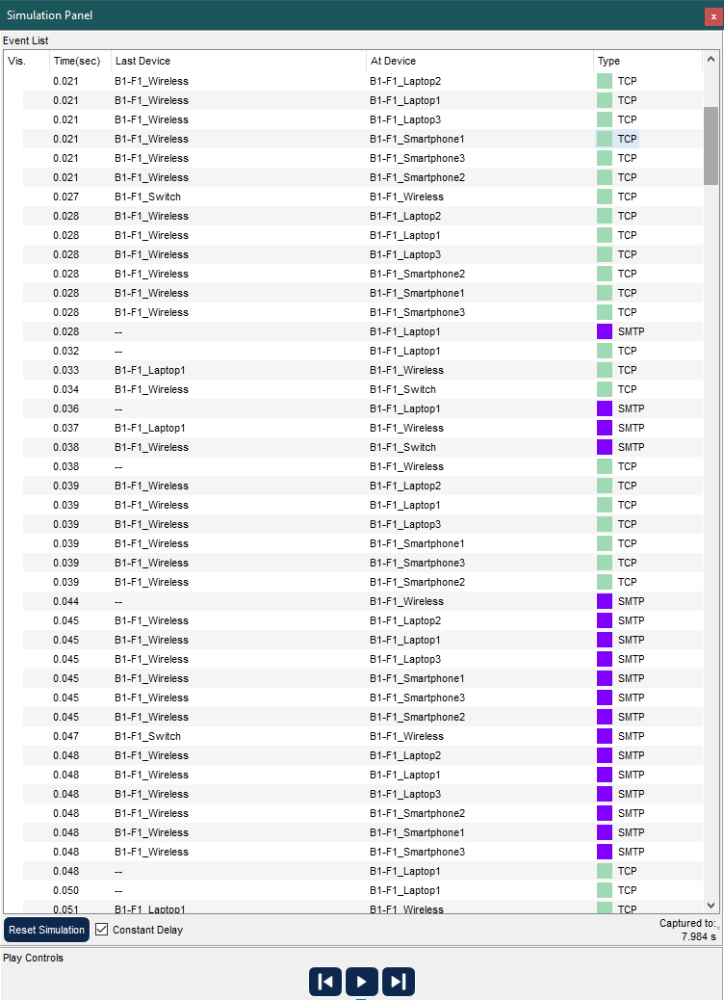 Simulation Panel
x
Event List
Vis. Time(sec) Last Device At Device Type
0.021 B1-F1_Wireless B1-F1_Laptop2 TCP
0.021 B1-F1_Wireless B1-F1_Laptop1 TCP
0.021 B1-F1_Wireless B1-F1_Laptop3 TCP
0.021 B1-F1_Wireless B1-F1_Smartphone1 TCP
0.021 B1-F1_Wireless B1-F1_Smartphone3 TCP
0.021 B1-F1_Wireless B1-F1_Smartphone2 TCP
0.027 B1-F1_Switch B1-F1_Wireless TCP
0.028 B1-F1_Wireless B1-F1_Laptop2 TCP
0.028 B1-F1_Wireless B1-F1_Laptop1 TCP
0.028 B1-F1_Wireless B1-F1_Laptop3 TCP
0.028 B1-F1_Wireless B1-F1_Smartphone2 TCP
0.028 B1-F1_Wireless B1-F1_Smartphone1 TCP
0.028 B1-F1_Wireless B1-F1_Smartphone3 TCP
0.028 -- B1-F1_Laptop1 SMTP
0.032 -- B1-F1_Laptop1 TCP
0.033 B1-F1_Laptop1 B1-F1_Wireless TCP
0.034 B1-F1_Wireless B1-F1_Switch TCP
0.036 -- B1-F1_Laptop1 SMTP
0.037 B1-F1_Laptop1 B1-F1_Wireless SMTP
0.038 B1-F1_Wireless B1-F1_Switch SMTP
0.038 -- B1-F1_Wireless TCP
0.039 B1-F1_Wireless B1-F1_Laptop2 TCP
0.039 B1-F1_Wireless B1-F1_Laptop1 TCP
0.039 B1-F1_Wireless B1-F1_Laptop3 TCP
0.039 B1-F1_Wireless B1-F1_Smartphone1 TCP
0.039 B1-F1_Wireless B1-F1_Smartphone3 TCP
0.039 B1-F1_Wireless B1-F1_Smartphone2 TCP
0.044 -- B1-F1_Wireless SMTP
0.045 B1-F1_Wireless B1-F1_Laptop2 SMTP
0.045 B1-F1_Wireless B1-F1_Laptop1 SMTP
0.045 B1-F1_Wireless B1-F1_Laptop3 SMTP
0.045 B1-F1_Wireless B1-F1_Smartphone1 SMTP
0.045 B1-F1_Wireless B1-F1_Smartphone3 SMTP
0.045 B1-F1_Wireless B1-F1_Smartphone2 SMTP
0.047 B1-F1_Switch B1-F1_Wireless SMTP
0.048 B1-F1_Wireless B1-F1_Laptop2 SMTP
0.048 B1-F1_Wireless B1-F1_Laptop1 SMTP
0.048 B1-F1_Wireless B1-F1_Laptop3 SMTP
0.048 B1-F1_Wireless B1-F1_Smartphone2 SMTP
0.048 B1-F1_Wireless B1-F1_Smartphone1 SMTP
0.048 B1-F1_Wireless B1-F1_Smartphone3 SMTP
0.048 -- B1-F1_Laptop1 TCP
0.050 -- B1-F1_Laptop1 TCP
0.051 B1-F1_Laptop1 B1-F1_Wireless TCP
Reset Simulation Constant Delay Captured to:
7.984 s
Play Controls